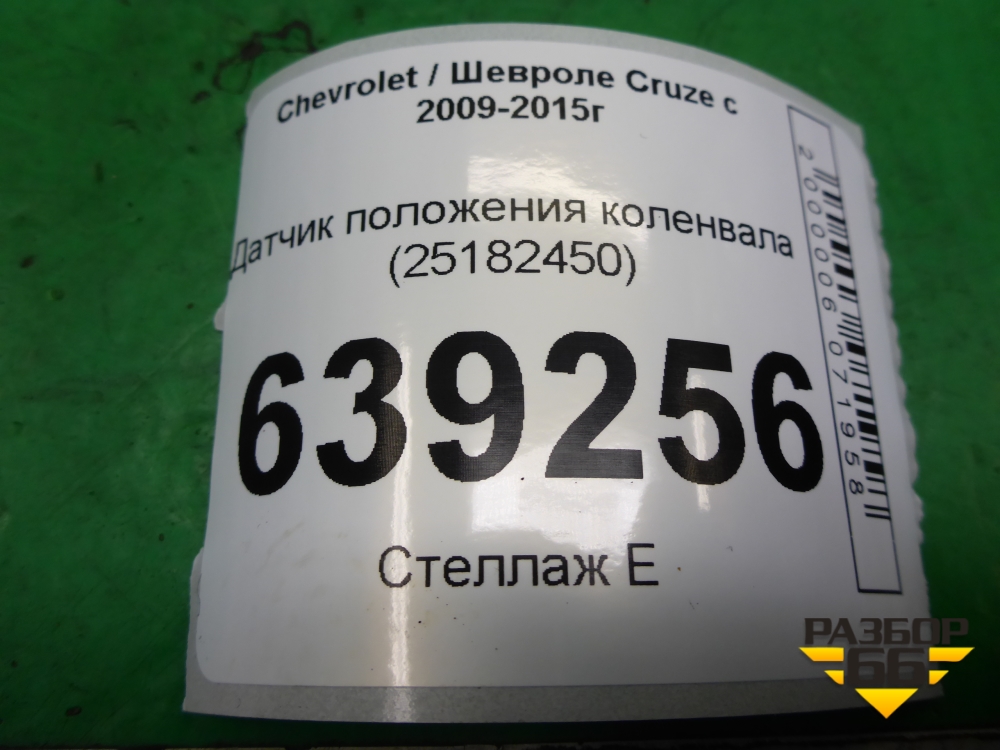 Chevrolet / Шевроле Cruze с
2009-2015г
Датчик положения коленвала
(25182450)
639256
Стеллаж Е
2000006071958
РАЗБОР
66